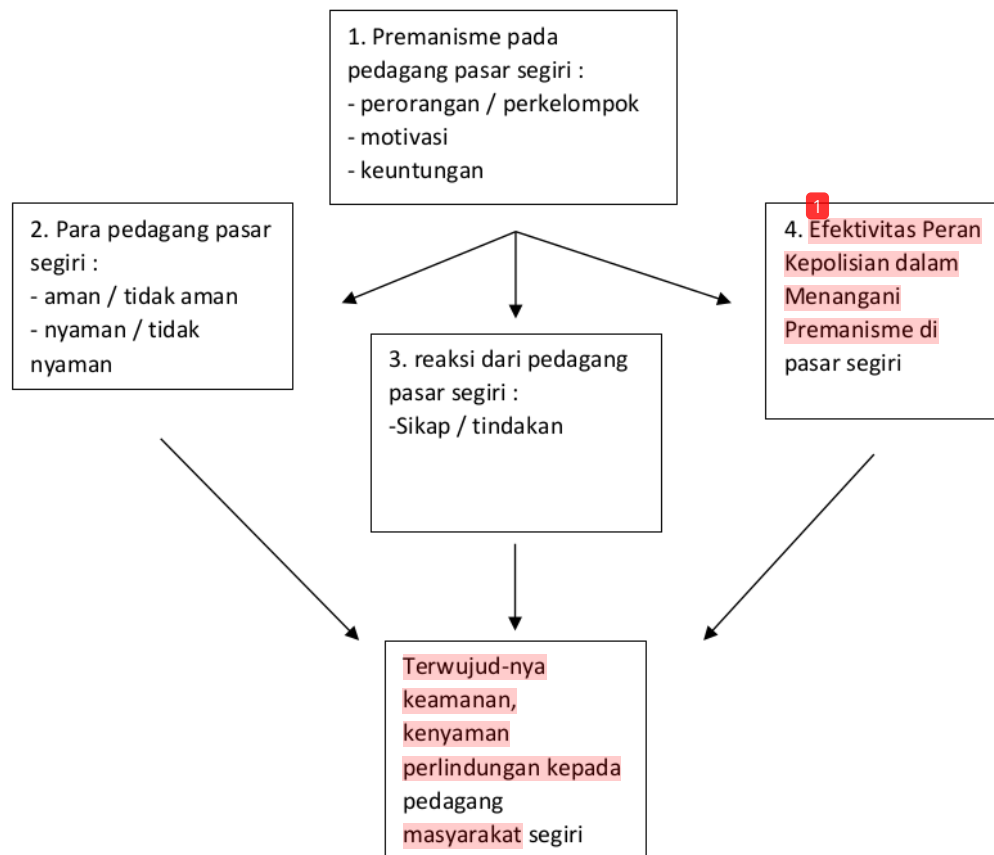 1. Premanisme pada
pedagang pasar segiri :
- perorangan / perkelompok
- motivasi
- keuntungan
2. Para pedagang pasar
segiri :
- aman / tidak aman
- nyaman / tidak
nyaman
3. reaksi dari pedagang
pasar segiri :
-Sikap / tindakan
1
4. Efektivitas Peran
Kepolisian dalam
Menangani
Premanisme di
pasar segiri
Terwujud-nya
keamanan,
kenyaman
perlindungan kepada
pedagang
masyarakat segiri